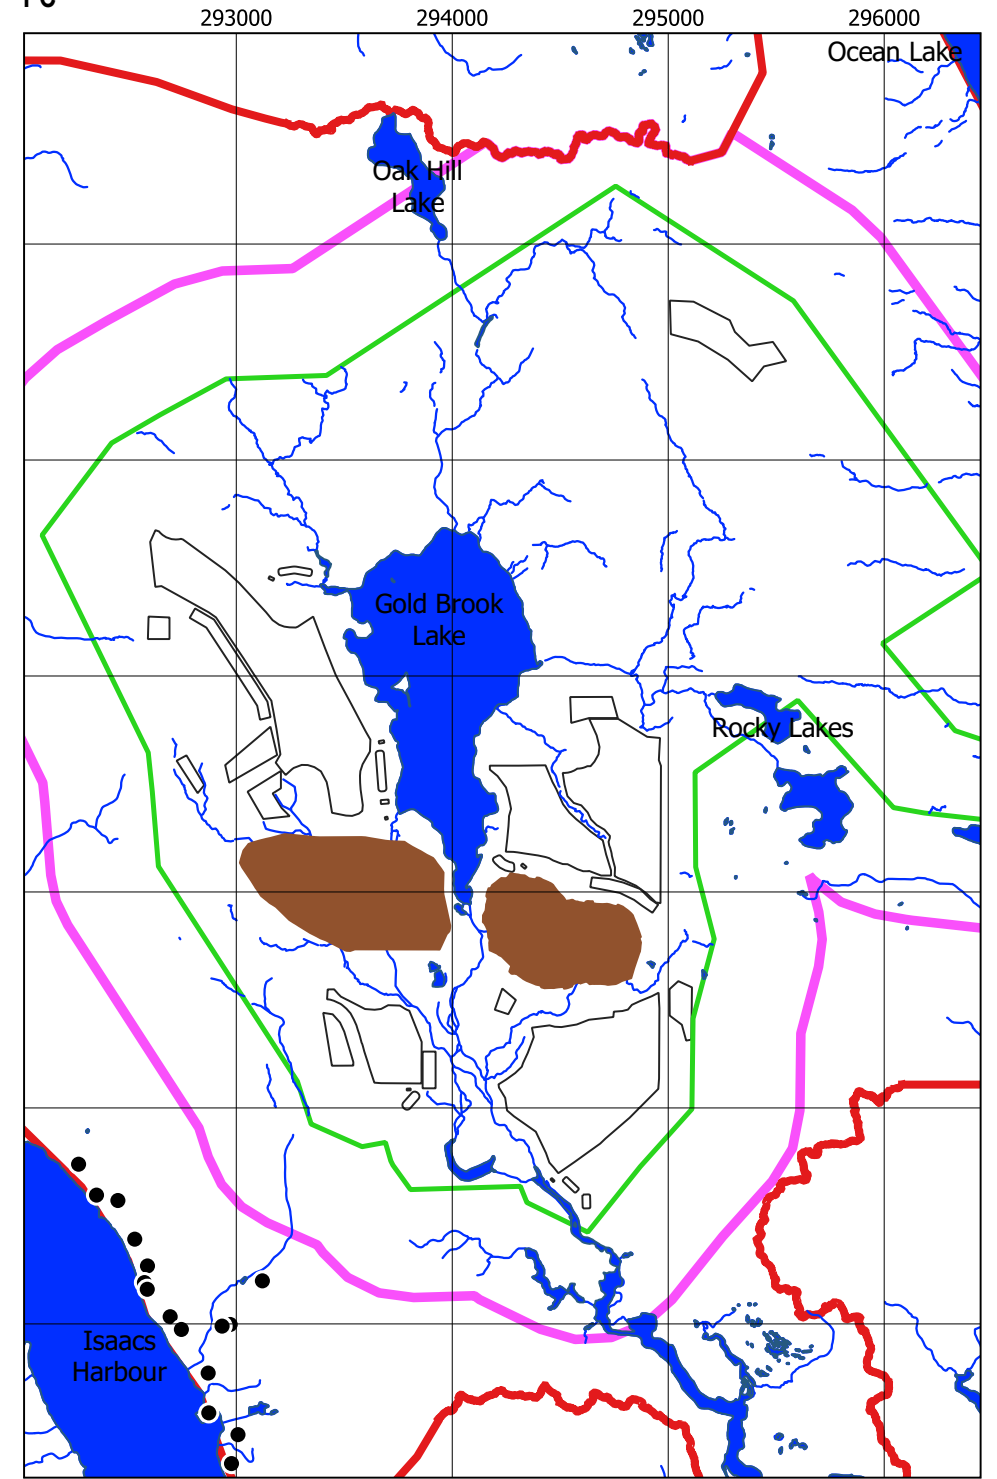 293000 294000 295000 296000
Ocean Lake
Oak Hill
Lake
Gold Brook
Lake
Rocky Lakes
Isaacs
Harbour